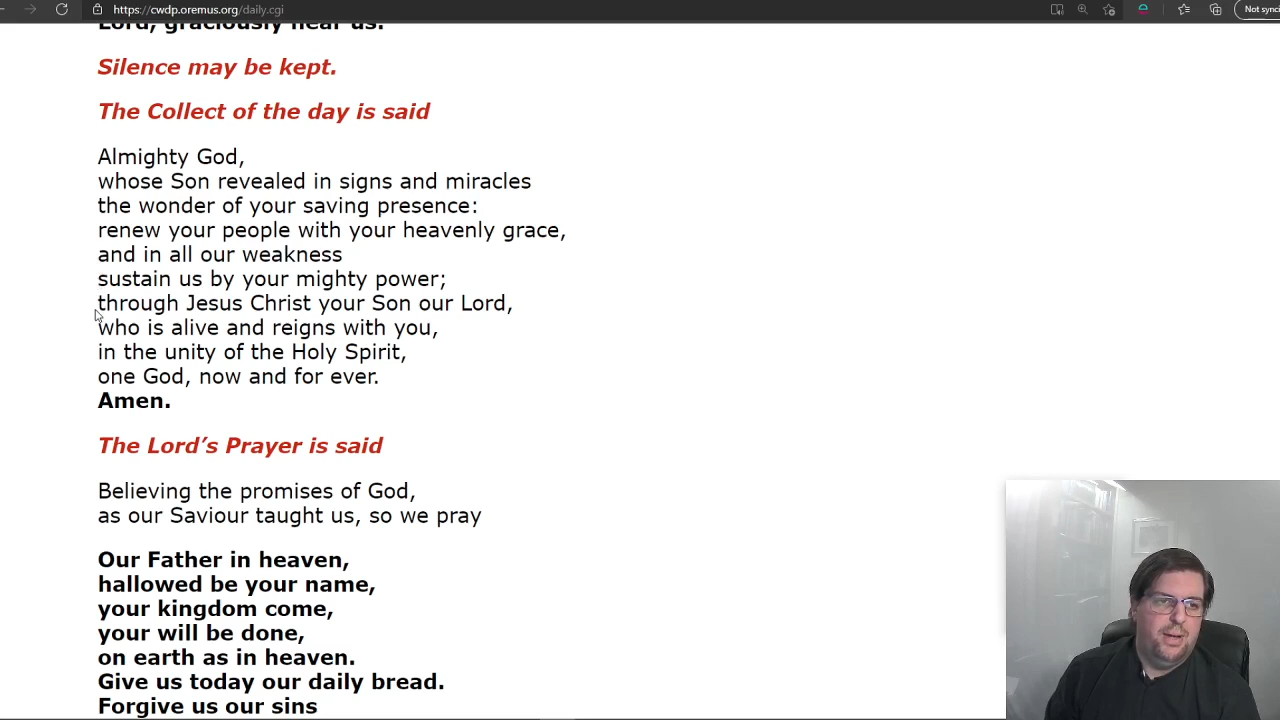 https://cwdp.oremus.org/daily.cgi
Not synci
Lord, graciously hear us.
Silence may be kept.
The Collect of the day is said
Almighty God,
whose Son revealed in signs and miracles
the wonder of your saving presence:
renew your people with your heavenly grace,
and in all our weakness
sustain us by your mighty power;
through Jesus Christ your Son our Lord,
who is alive and reigns with you,
in the unity of the Holy Spirit,
one God, now and for ever.
Amen.
The Lord’s Prayer is said
Believing the promises of God,
as our Saviour taught us, so we pray
Our Father in heaven,
hallowed be your name,
your kingdom come,
your will be done,
on earth as in heaven.
Give us today our daily bread.
Forgive us our sins